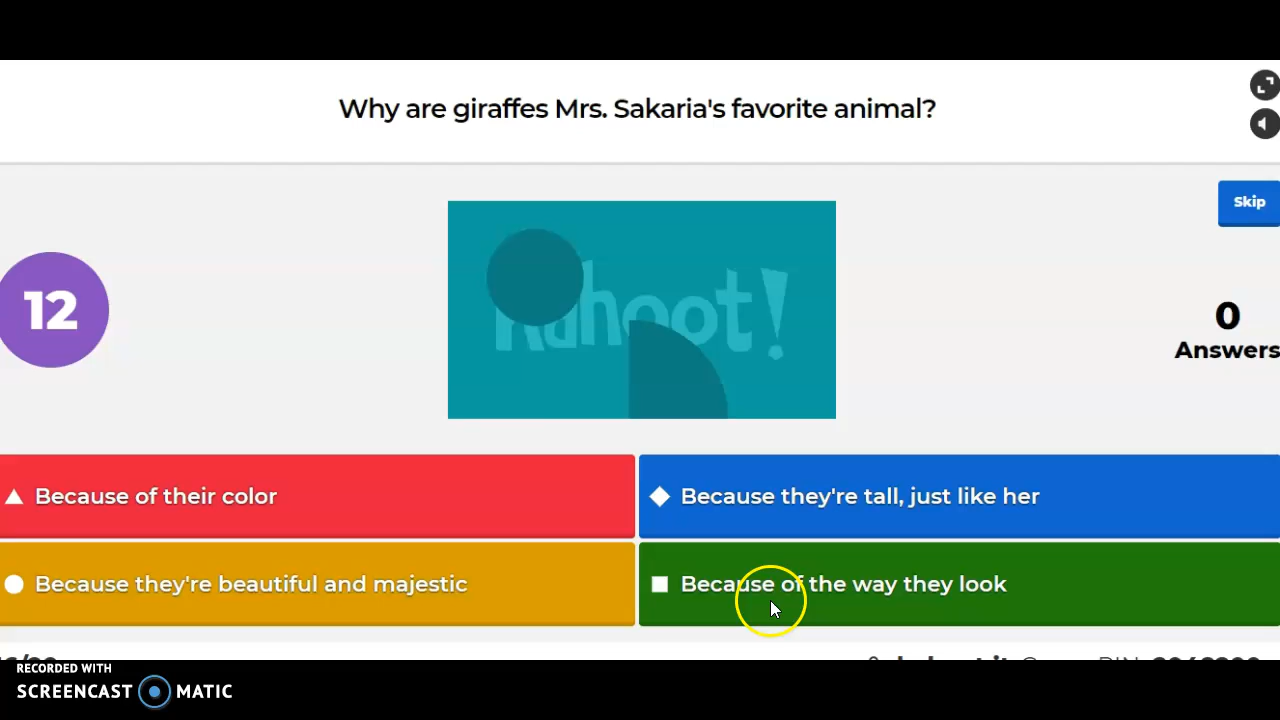 Why are giraffes Mrs. Sakaria's favorite animal?
Skip
Kahoot!
12
0
Answers
Because of their color
Because they're tall, just like her
Because they're beautiful and majestic
Because of the way they look
RECORDED WITH
SCREENCAST MATIC